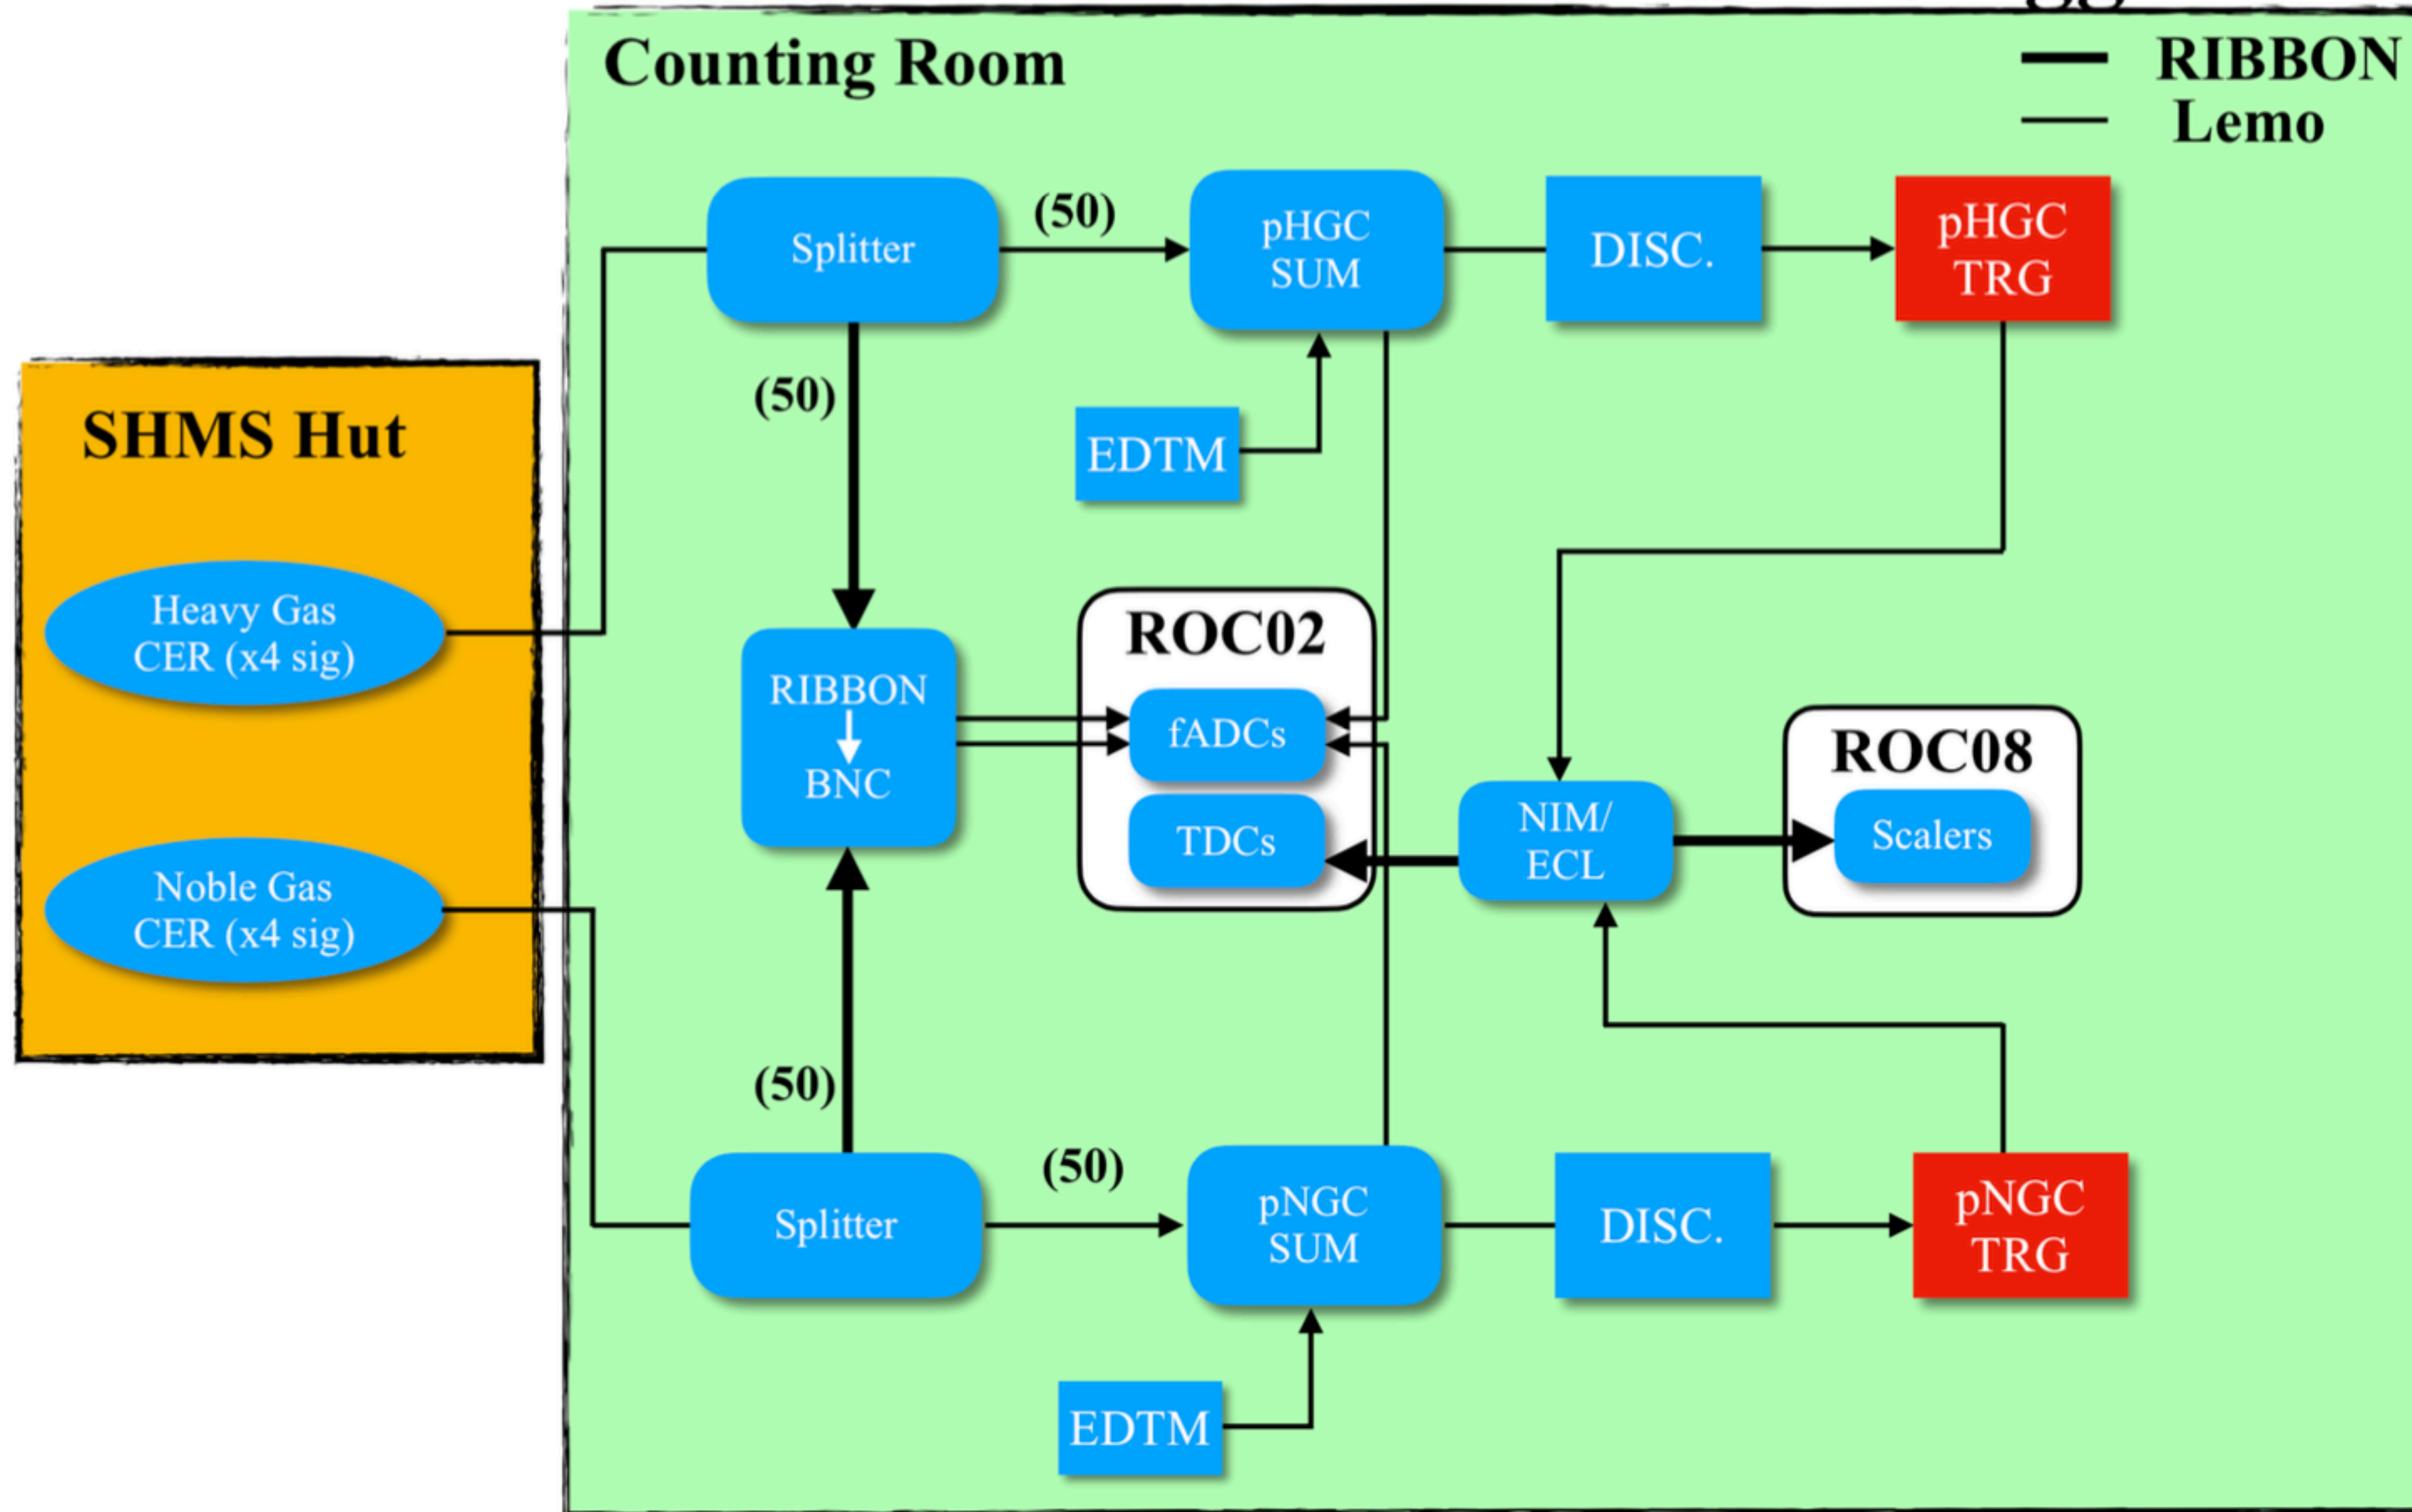 Counting Room
RIBBON
Lemo
Splitter
(50)
pHGC
SUM
DISC.
pHGC
TRG
(50)
EDTM
SHMS Hut
Heavy Gas
CER (x4 sig)
Noble Gas
CER (x4 sig)
RIBBON
BNC
ROC02
fADCs
TDCs
NIM/
ECL
ROC08
Scalers
(50)
Splitter
(50)
pNGC
SUM
DISC.
pNGC
TRG
EDTM